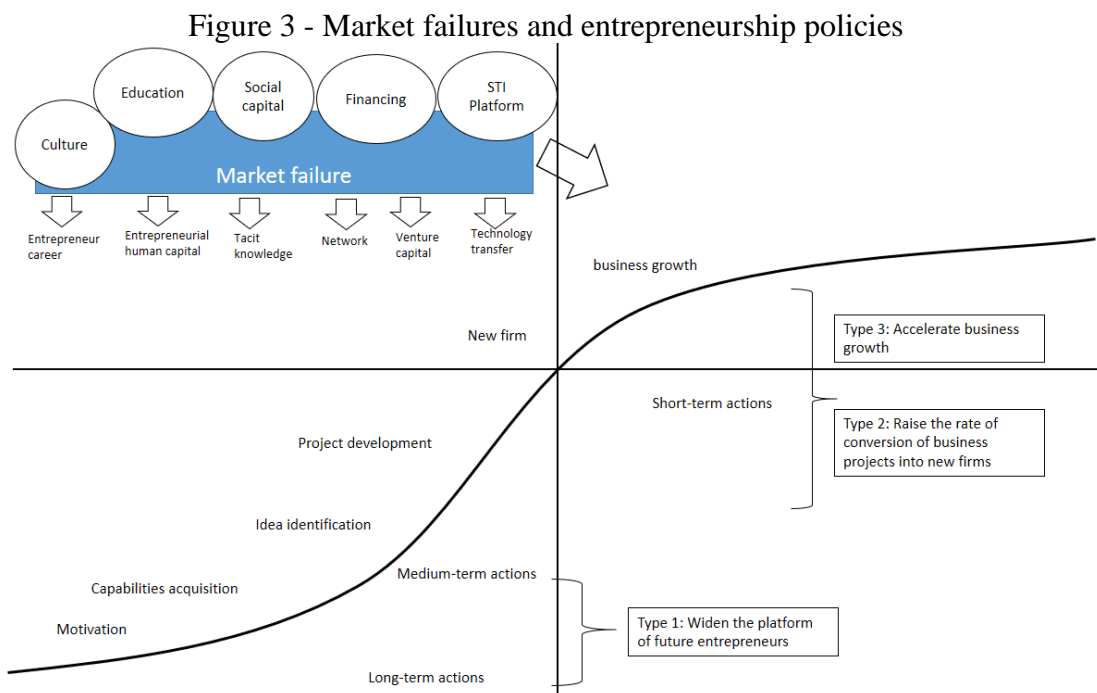 Figure 3 - Market failures and entrepreneurship policies
Culture
Education
Social
capital
Financing
STI
Platform
Market failure
Entrepreneur
career
Entrepreneurial
human capital
Tacit
knowledge
Network
Venture
capital
Technology
transfer
business growth
New firm
Type 3: Accelerate business
growth
Short-term actions
Type 2: Raise the rate of
conversion of business
projects into new firms
Project development
Idea identification
Capabilities acquisition
Medium-term actions
Motivation
Type 1: Widen the platform
of future entrepreneurs
Long-term actions